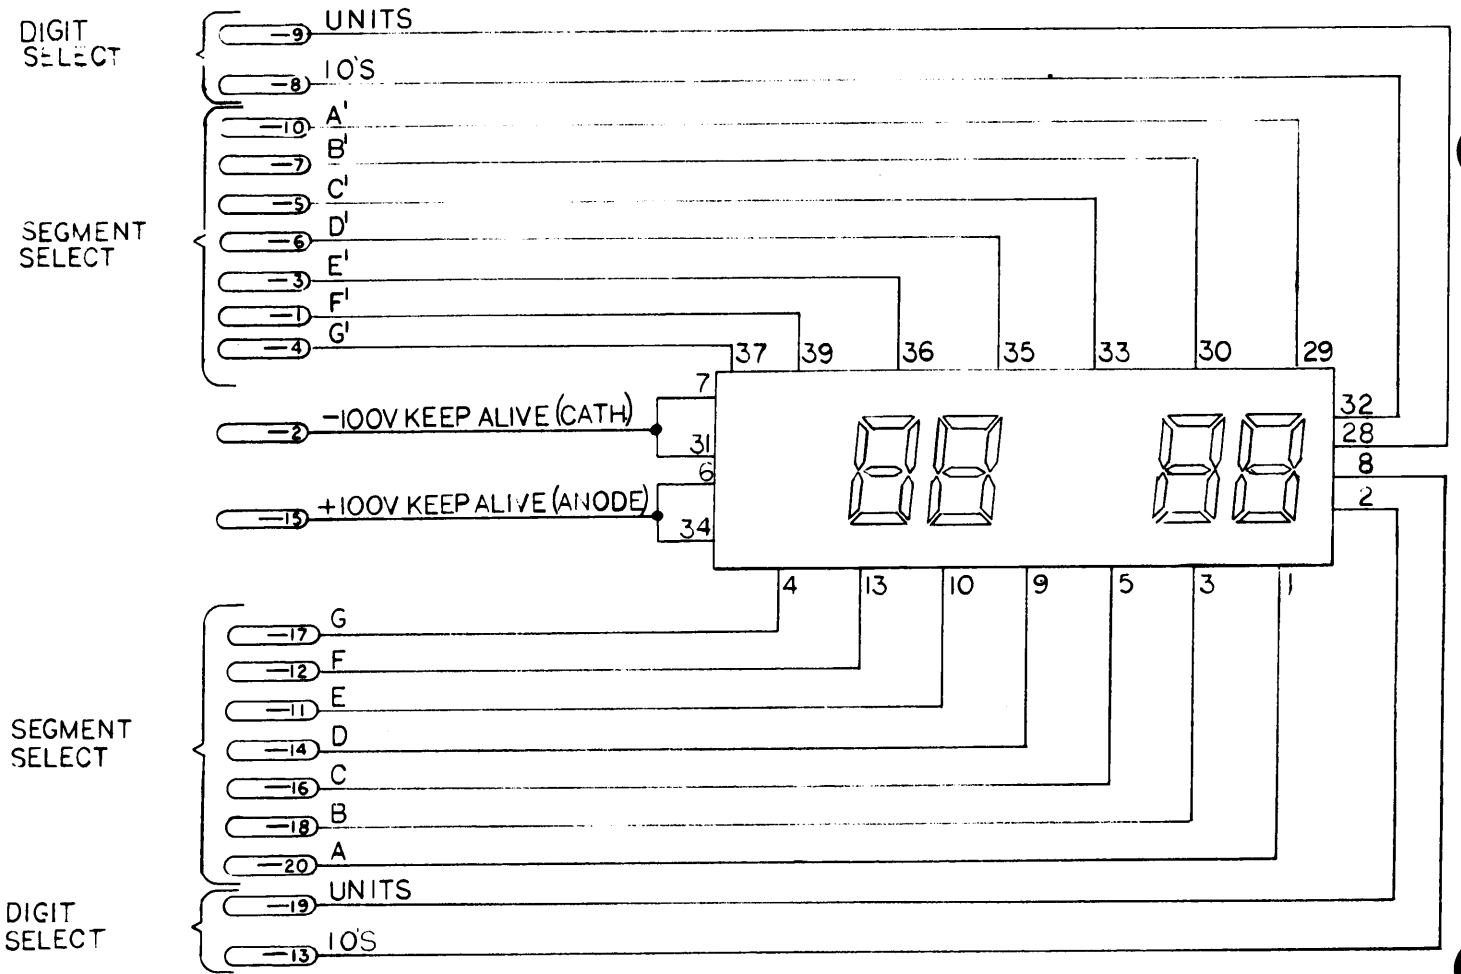 DIGIT
SELECT
-9 UNITS
-8 10'S
SEGMENT
SELECT
-10 A'
-7 B'
-5 C'
-6 D'
-3 E'
-1 F'
-4 G'
37 39 36 35 33 30 29
7
-2 -100V KEEP ALIVE (CATH)
31
6
-15 +100V KEEP ALIVE (ANODE)
34
32
28
8
2
4 13 10 9 5 3 1
SEGMENT
SELECT
-17 G
-12 F
-11 E
-14 D
-16 C
-18 B
-20 A
DIGIT
SELECT
-19 UNITS
-13 10'S